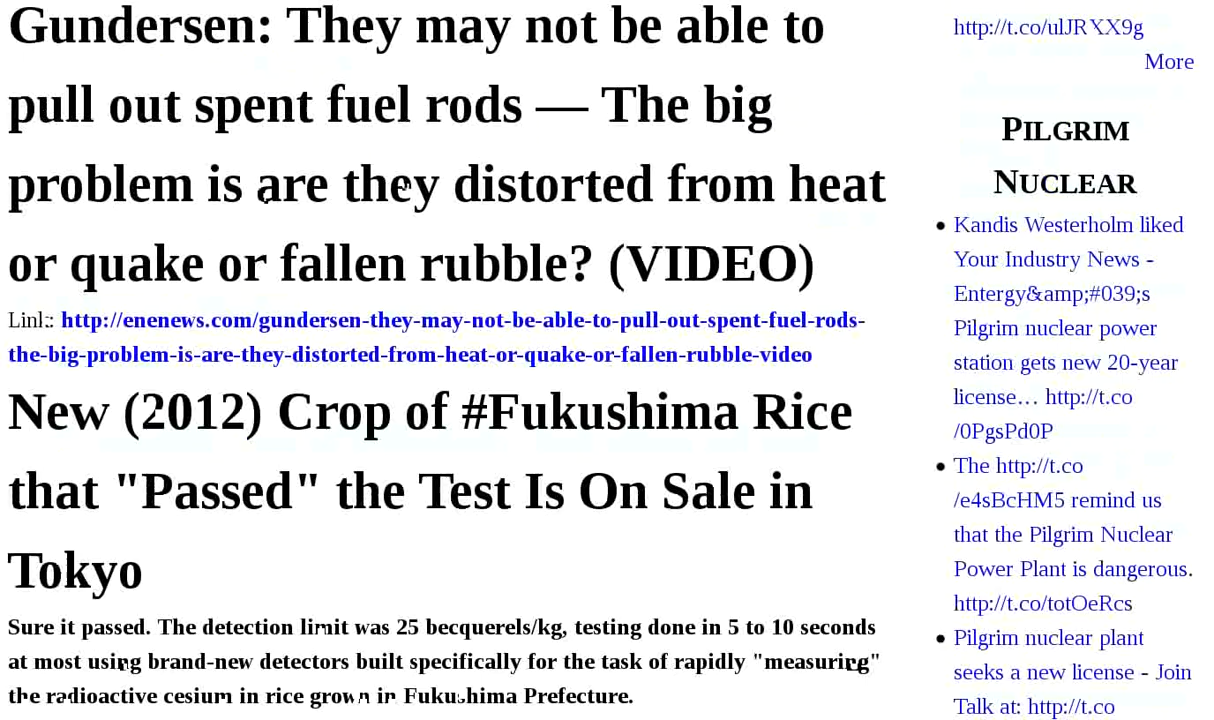 Gundersen: They may not be able to
pull out spent fuel rods — The big
problem is are they distorted from heat
or quake or fallen rubble? (VIDEO)
Link: http://enenews.com/gundersen-they-may-not-be-able-to-pull-out-spent-fuel-rods-
the-big-problem-is-are-they-distorted-from-heat-or-quake-or-fallen-rubble-video
New (2012) Crop of #Fukushima Rice
that "Passed" the Test Is On Sale in
Tokyo
Sure it passed. The detection limit was 25 becquerels/kg, testing done in 5 to 10 seconds
at most using brand-new detectors built specifically for the task of rapidly "measuring"
the radioactive cesium in rice grown in Fukushima Prefecture.
http://t.co/ulJRXX9g
More
PILGRIM
NUCLEAR
• Kandis Westerholm liked
Your Industry News -
Entergy&amp;#039;s
Pilgrim nuclear power
station gets new 20-year
license… http://t.co
/0PgsPd0P
• The http://t.co
/e4sBcHM5 remind us
that the Pilgrim Nuclear
Power Plant is dangerous.
http://t.co/totOeRcs
• Pilgrim nuclear plant
seeks a new license - Join
Talk at: http://t.co